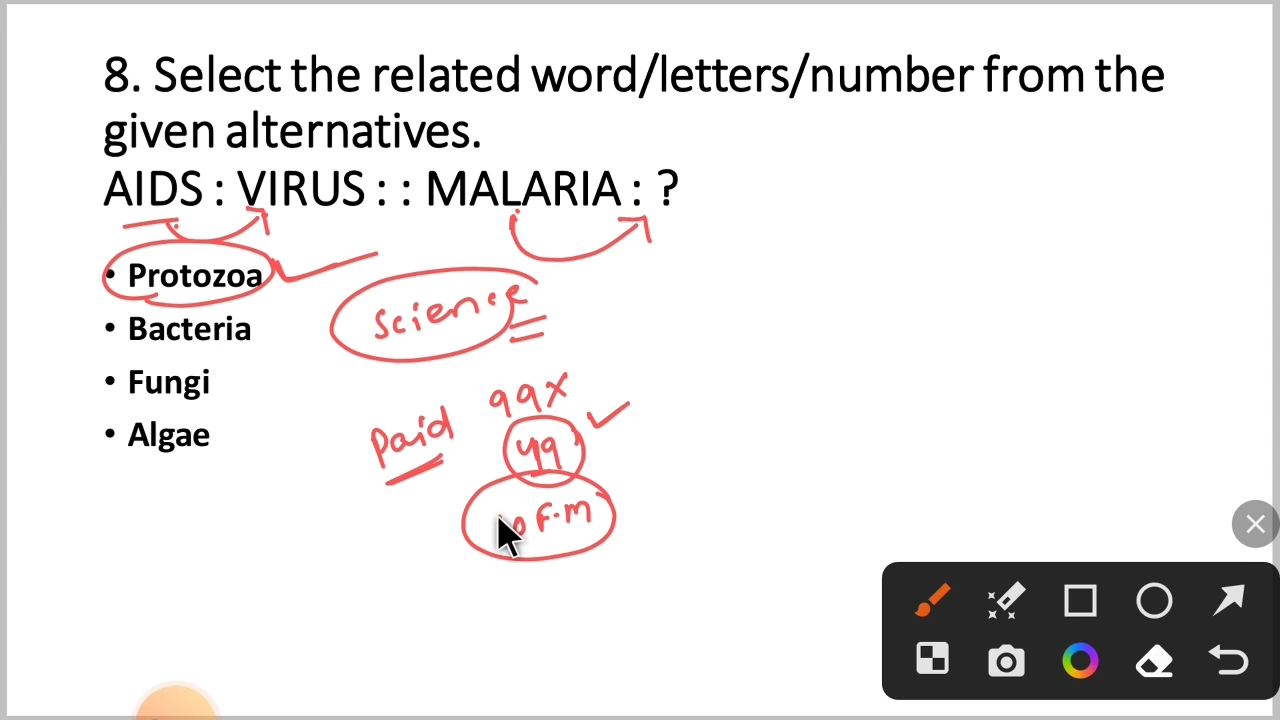 8. Select the related word/letters/number from the
given alternatives.
AIDS : VIRUS : : MALARIA : ?
• Protozoa
Science
• Bacteria
• Fungi
99X
• Algae
Paid
49
F.M